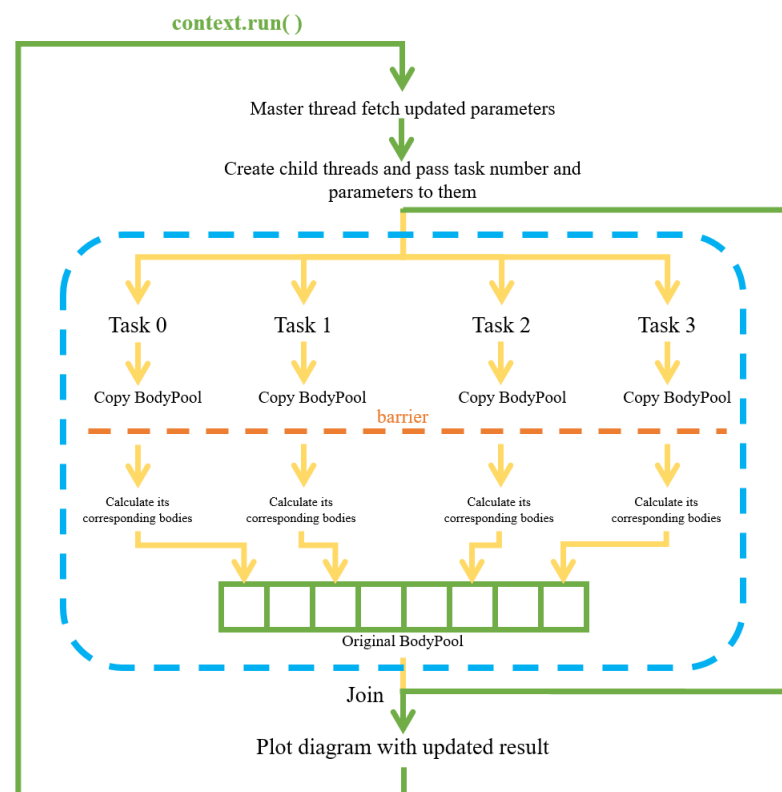 context.run( )
Master thread fetch updated parameters
Create child threads and pass task number and
parameters to them
Task 0
Task 1
Task 2
Task 3
Copy BodyPool
Copy BodyPool
Copy BodyPool
Copy BodyPool
barrier
Calculate its
corresponding bodies
Calculate its
corresponding bodies
Calculate its
corresponding bodies
Calculate its
corresponding bodies
Original BodyPool
Join
Plot diagram with updated result